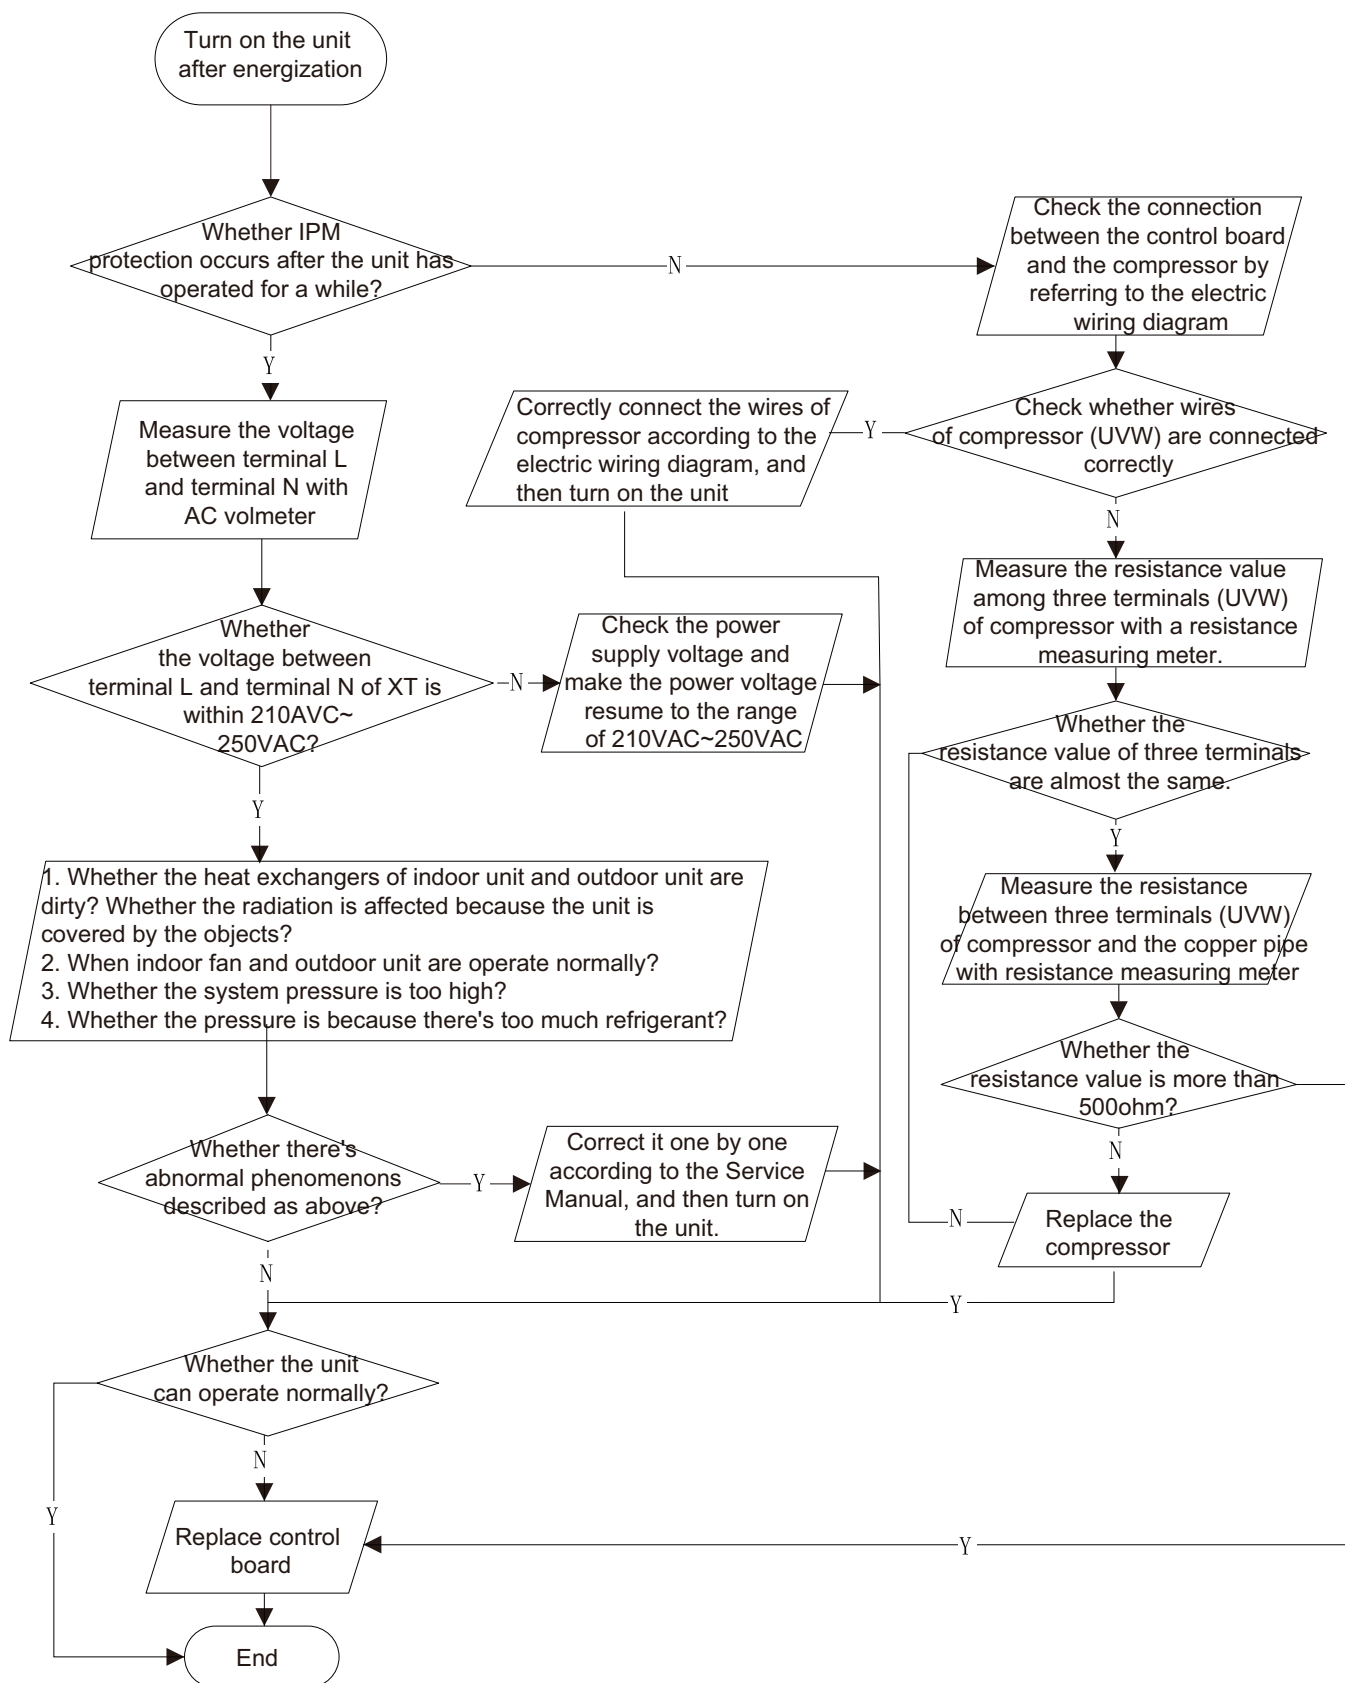 Turn on the unit
after energization
Whether IPM
protection occurs after the unit has
operated for a while?
N
Y
Check the connection
between the control board
and the compressor by
referring to the electric
wiring diagram
Measure the voltage
between terminal L
and terminal N with
AC volmeter
Correctly connect the wires of
compressor according to the
electric wiring diagram, and
then turn on the unit
Y
Check whether wires
of compressor (UVW) are connected
correctly
N
Whether
the voltage between
terminal L and terminal N of XT is
within 210AVC~
250VAC?
N
Check the power
supply voltage and
make the power voltage
resume to the range
of 210VAC~250VAC
Measure the resistance value
among three terminals (UVW)
of compressor with a resistance
measuring meter.
Whether the
resistance value of three terminals
are almost the same.
Y
Y
1. Whether the heat exchangers of indoor unit and outdoor unit are
dirty? Whether the radiation is affected because the unit is
covered by the objects?
2. When indoor fan and outdoor unit are operate normally?
3. Whether the system pressure is too high?
4. Whether the pressure is because there's too much refrigerant?
Measure the resistance
between three terminals (UVW)
of compressor and the copper pipe
with resistance measuring meter
Whether the
resistance value is more than
500ohm?
N
Whether there's
abnormal phenomenons
described as above?
Y
Correct it one by one
according to the Service
Manual, and then turn on
the unit.
N
Replace the
compressor
N
Y
Whether the unit
can operate normally?
N
Y
Replace control
board
Y
End